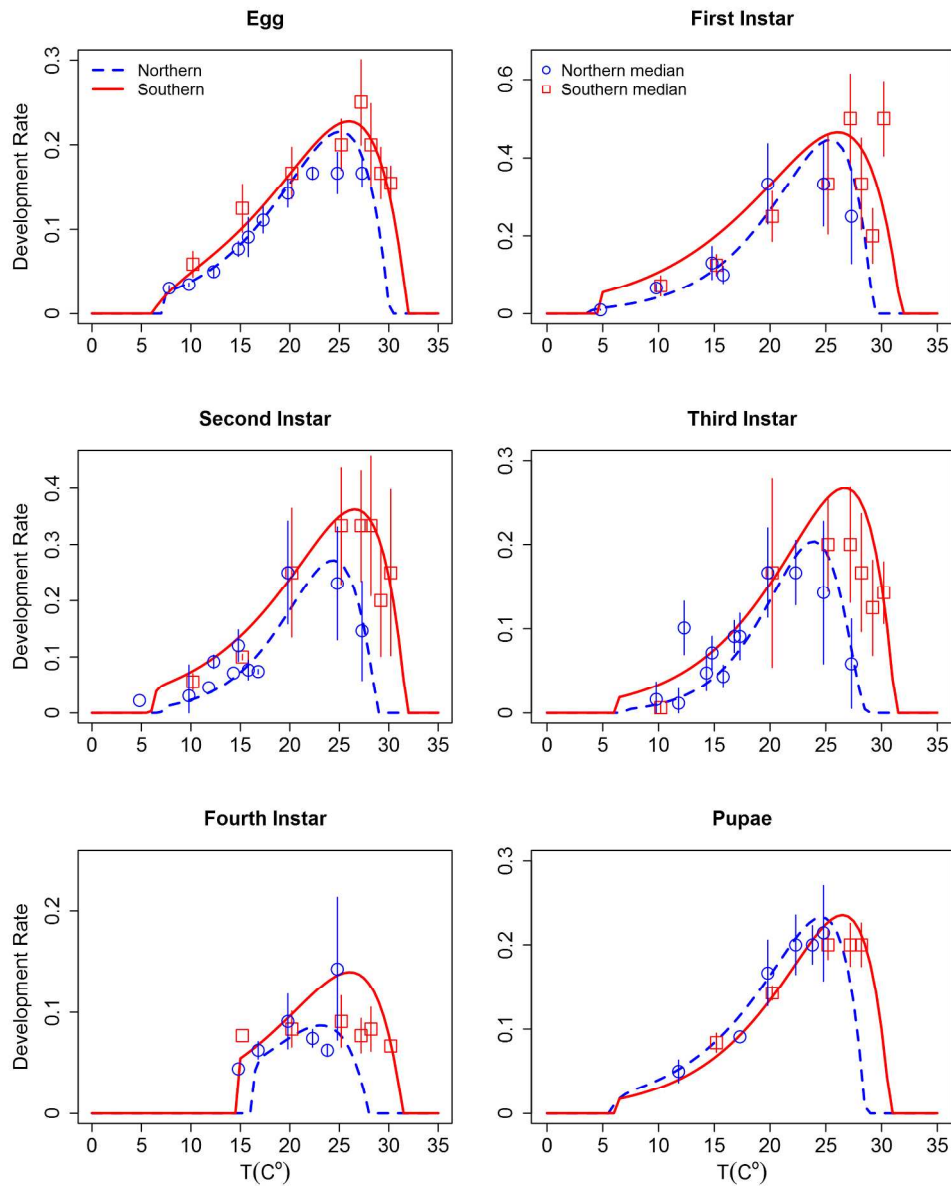 Egg
First Instar
Northern
Southern
Northern median
Southern median
Development Rate
0 0.1 0.2 0.3
0 0.2 0.4 0.6
0 5 10 15 20 25 30 35
0 5 10 15 20 25 30 35
Second Instar
Third Instar
0 0.1 0.2 0.3 0.4
0 0.1 0.2 0.3
0 5 10 15 20 25 30 35
0 5 10 15 20 25 30 35
Fourth Instar
Pupae
Development Rate
0 0.1 0.2
0 0.1 0.2 0.3
0 5 10 15 20 25 30 35
0 5 10 15 20 25 30 35
T(C°)
T(C°)